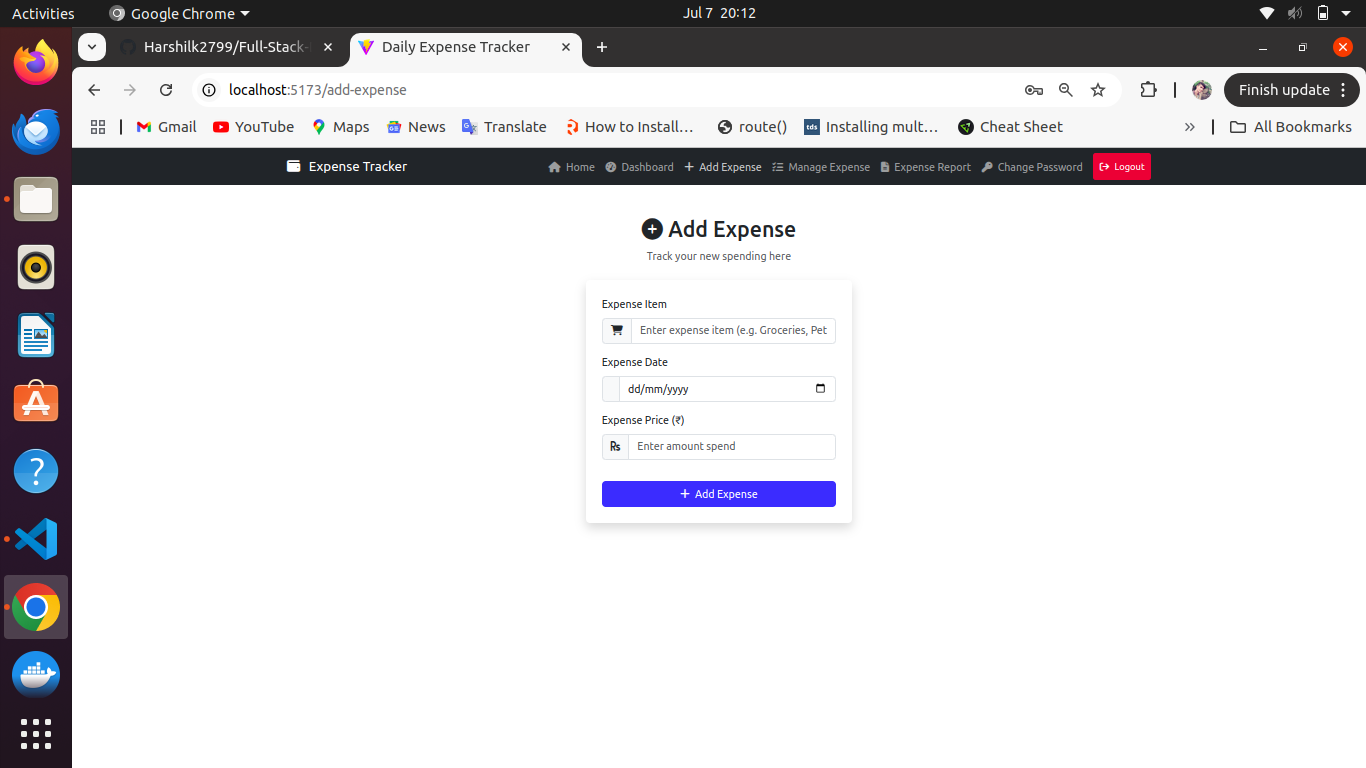 Activities Google Chrome Jul 7 20:12
Harshilk2799/Full-Stack- Daily Expense Tracker
localhost:5173/add-expense Finish update
Gmail YouTube Maps News Translate How to Install… route() tds Installing mult… Cheat Sheet » All Bookmarks
Expense Tracker Home Dashboard Add Expense Manage Expense Expense Report Change Password Logout
Add Expense
Track your new spending here
Expense Item
Enter expense item (e.g. Groceries, Pet
Expense Date
dd/mm/yyyy
Expense Price (₹)
Rs Enter amount spend
+ Add Expense